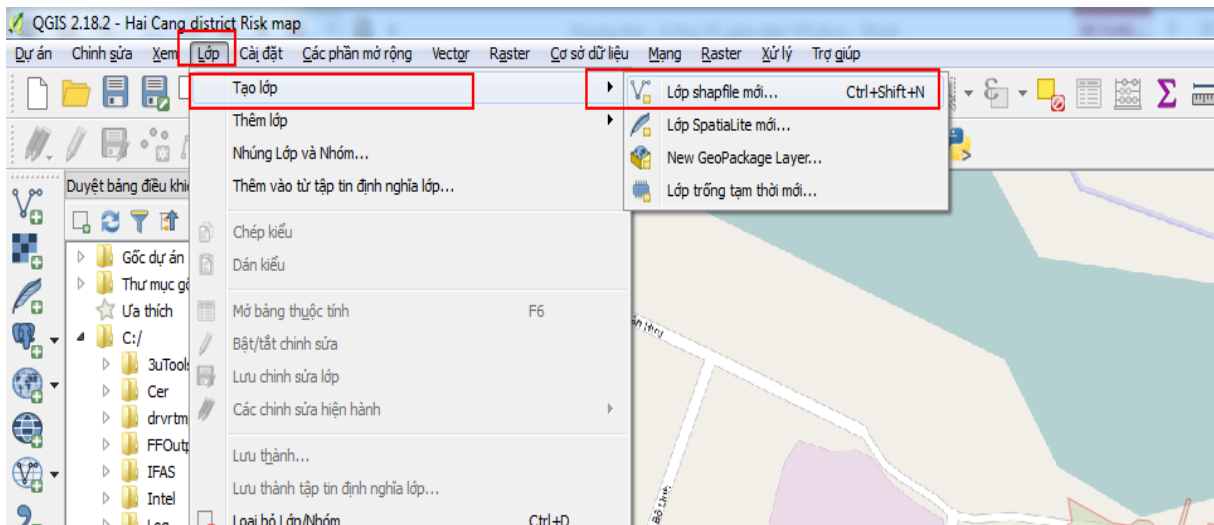 QGIS 2.18.2 - Hai Cang district Risk map
Dự án Chỉnh sửa Xem Lớp Cài đặt Các phần mở rộng Vectơr Raster Cơ sở dữ liệu Mạng Raster Xử lý Trợ giúp
Tạo lớp
Thêm lớp
Nhúng Lớp và Nhóm...
Thêm vào từ tập tin định nghĩa lớp...
Chép kiểu
Dán kiểu
Mở bảng thuộc tính F6
Bật/tắt chỉnh sửa
Lưu chỉnh sửa lớp
Các chỉnh sửa hiện hành
Lưu thành...
Lưu thành tập tin định nghĩa lớp...
Loại bỏ Lớp/Nhóm Ctrl+D
Lớp shapfile mới... Ctrl+Shift+N
Lớp SpatiaLite mới...
New GeoPackage Layer...
Lớp trống tạm thời mới...
Duyệt bảng điều khi
Gốc dự án
Thư mục gố
Ưa thích
C:/
3uTools
Cer
drvrtm
FFOutp
IFAS
Intel
Log